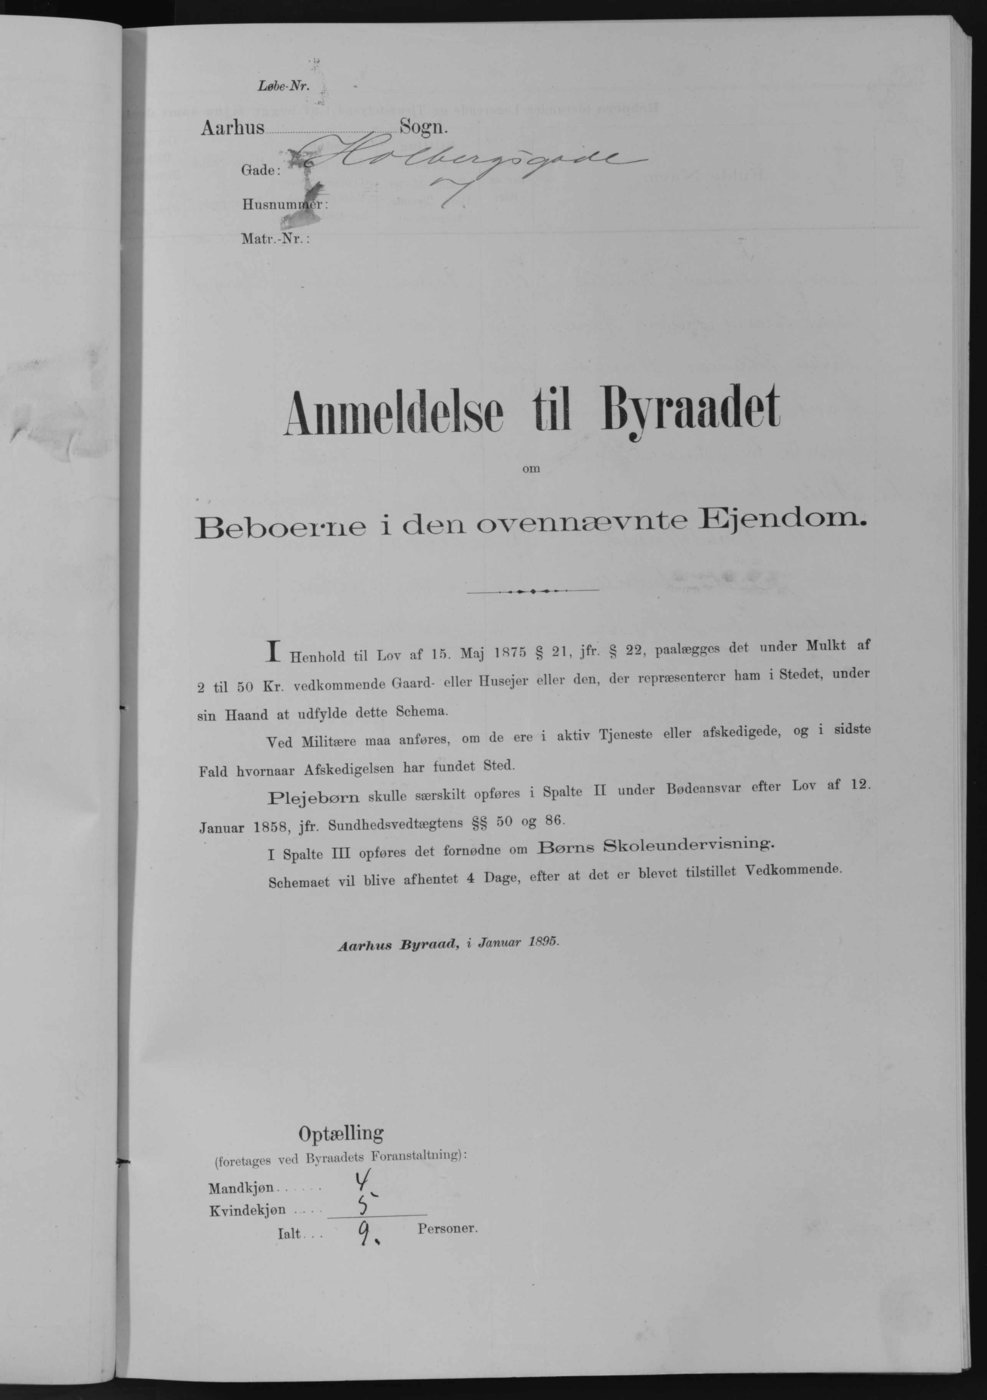 Løbe-Nr.
Aarhus Sogn.
Gade: Holbergsgade
Husnummer: 7
Matr.-Nr.:
Anmeldelse til Byraadet
om
Beboerne i den ovennævnte Ejendom.
I Henhold til Lov af 15. Maj 1875 § 21, jfr. § 22, paalægges det under Mulkt af
2 til 50 Kr. vedkommende Gaard- eller Husejer eller den, der repræsenterer ham i Stedet, under
sin Haand at udfylde dette Schema.
Ved Militære maa anføres, om de ere i aktiv Tjeneste eller afskedigede, og i sidste
Fald hvornaar Afskedigelsen har fundet Sted.
Plejebørn skulle særskilt opføres i Spalte II under Bødeansvar efter Lov af 12.
Januar 1858, jfr. Sundhedsvedtægtens §§ 50 og 86.
I Spalte III opføres det fornødne om Børns Skoleundervisning.
Schemaet vil blive afhentet 4 Dage, efter at det er blevet tilstillet Vedkommende.
Aarhus Byraad, i Januar 1895.
Optælling
(foretages ved Byraadets Foranstaltning):
Mandkjøn...... 4
Kvindekjøn .... 5
Ialt... 9. Personer.